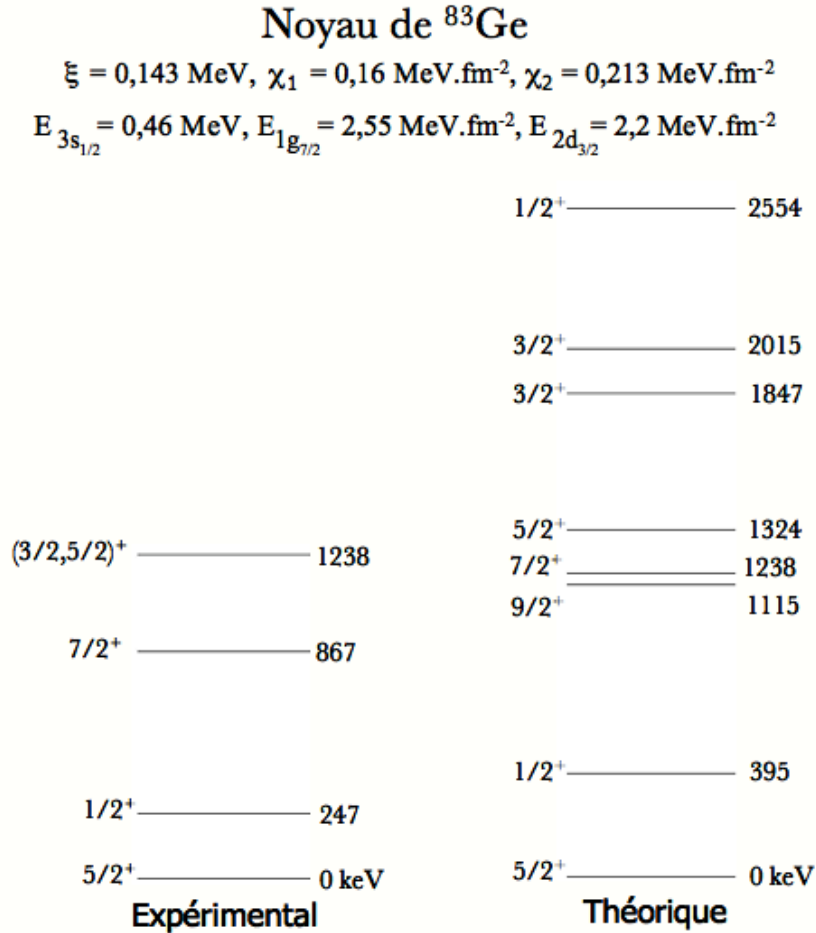 Noyau de ⁸³Ge
ξ = 0,143 MeV, χ₁ = 0,16 MeV.fm⁻², χ₂ = 0,213 MeV.fm⁻²
E 3s₁/₂ = 0,46 MeV, E 1g₇/₂ = 2,55 MeV.fm⁻², E 2d₃/₂ = 2,2 MeV.fm⁻²
(3/2,5/2)⁺ 1238
7/2⁺ 867
1/2⁺ 247
5/2⁺ 0 keV
Expérimental
1/2⁺ 2554
3/2⁺ 2015
3/2⁺ 1847
5/2⁺ 1324
7/2⁺ 1238
9/2⁺ 1115
1/2⁺ 395
5/2⁺ 0 keV
Théorique